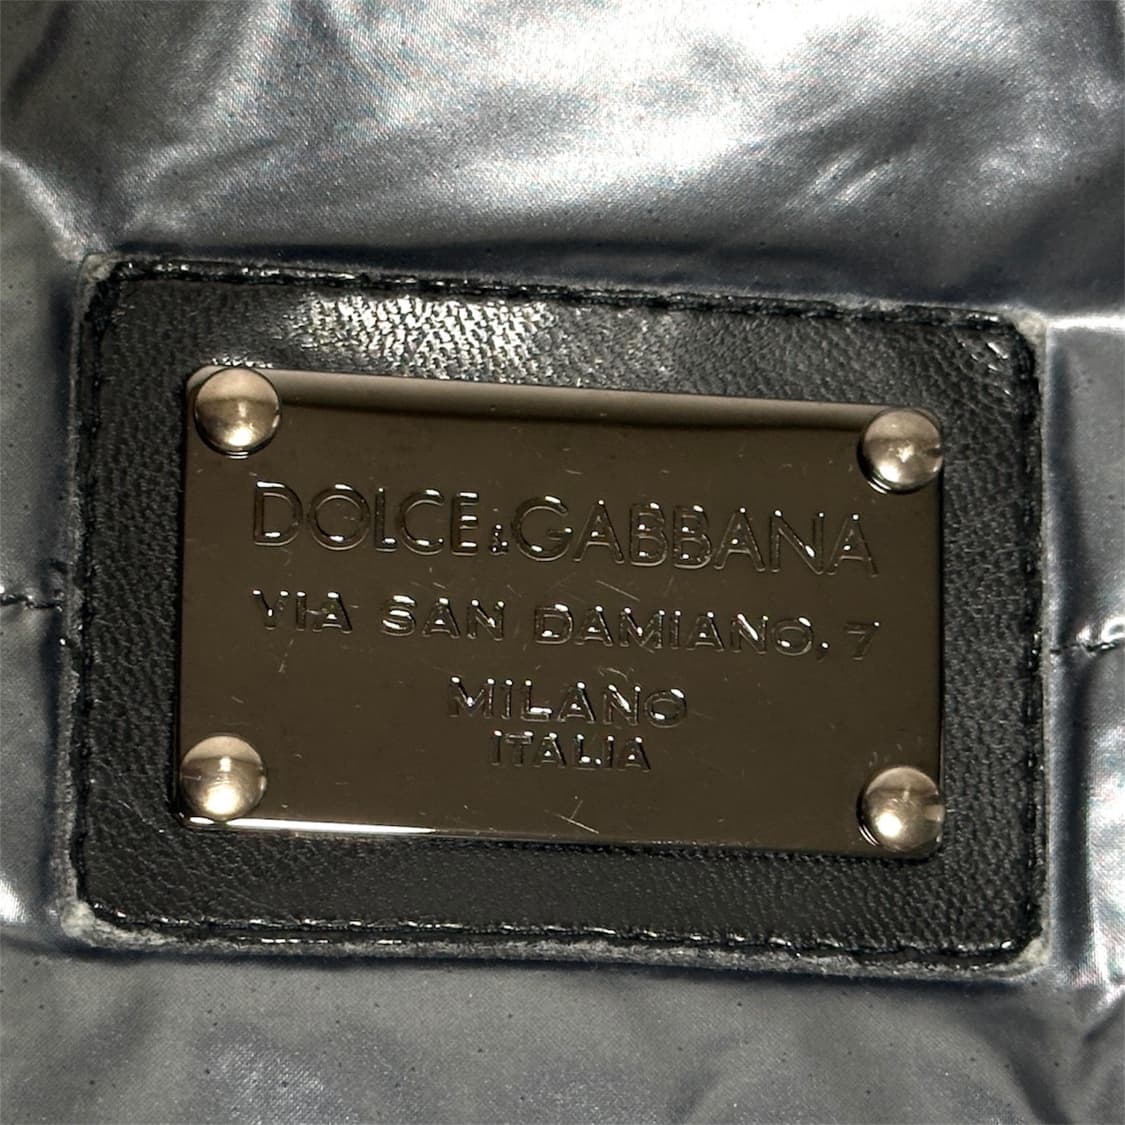 DOLCE&GABBANA
VIA SAN DAMIANO, 7
MILANO
ITALIA